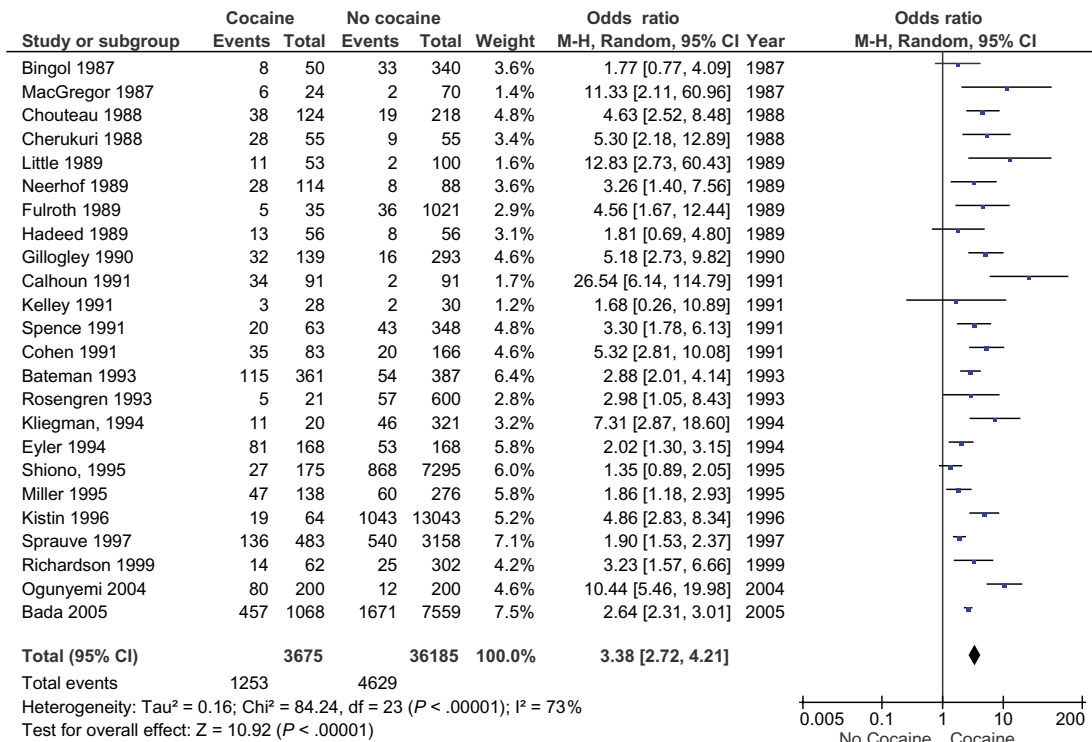 Cocaine No cocaine Odds ratio Odds ratio
Study or subgroup Events Total Events Total Weight M-H, Random, 95% CI Year M-H, Random, 95% CI
Bingol 1987 8 50 33 340 3.6% 1.77 [0.77, 4.09] 1987
MacGregor 1987 6 24 2 70 1.4% 11.33 [2.11, 60.96] 1987
Chouteau 1988 38 124 19 218 4.8% 4.63 [2.52, 8.48] 1988
Cherukuri 1988 28 55 9 55 3.4% 5.30 [2.18, 12.89] 1988
Little 1989 11 53 2 100 1.6% 12.83 [2.73, 60.43] 1989
Neerhof 1989 28 114 8 88 3.6% 3.26 [1.40, 7.56] 1989
Fulroth 1989 5 35 36 1021 2.9% 4.56 [1.67, 12.44] 1989
Hadeed 1989 13 56 8 56 3.1% 1.81 [0.69, 4.80] 1989
Gillogley 1990 32 139 16 293 4.6% 5.18 [2.73, 9.82] 1990
Calhoun 1991 34 91 2 91 1.7% 26.54 [6.14, 114.79] 1991
Kelley 1991 3 28 2 30 1.2% 1.68 [0.26, 10.89] 1991
Spence 1991 20 63 43 348 4.8% 3.30 [1.78, 6.13] 1991
Cohen 1991 35 83 20 166 4.6% 5.32 [2.81, 10.08] 1991
Bateman 1993 115 361 54 387 6.4% 2.88 [2.01, 4.14] 1993
Rosengren 1993 5 21 57 600 2.8% 2.98 [1.05, 8.43] 1993
Kliegman, 1994 11 20 46 321 3.2% 7.31 [2.87, 18.60] 1994
Eyler 1994 81 168 53 168 5.8% 2.02 [1.30, 3.15] 1994
Shiono, 1995 27 175 868 7295 6.0% 1.35 [0.89, 2.05] 1995
Miller 1995 47 138 60 276 5.8% 1.86 [1.18, 2.93] 1995
Kistin 1996 19 64 1043 13043 5.2% 4.86 [2.83, 8.34] 1996
Sprauve 1997 136 483 540 3158 7.1% 1.90 [1.53, 2.37] 1997
Richardson 1999 14 62 25 302 4.2% 3.23 [1.57, 6.66] 1999
Ogunyemi 2004 80 200 12 200 4.6% 10.44 [5.46, 19.98] 2004
Bada 2005 457 1068 1671 7559 7.5% 2.64 [2.31, 3.01] 2005
Total (95% CI) 3675 36185 100.0% 3.38 [2.72, 4.21]
Total events 1253 4629
Heterogeneity: Tau² = 0.16; Chi² = 84.24, df = 23 (P < .00001); I² = 73%
Test for overall effect: Z = 10.92 (P < .00001)
0.005 0.1 1 10 200
No Cocaine Cocaine